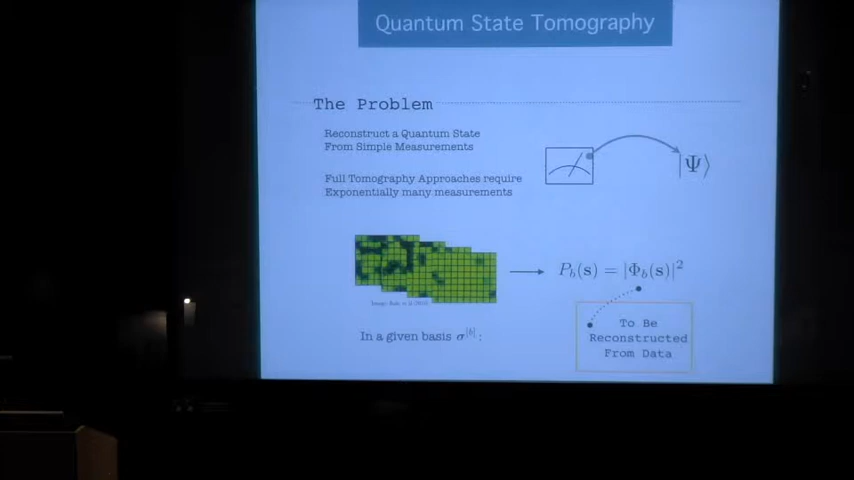 Quantum State Tomography
The Problem
Reconstruct a Quantum State
From Simple Measurements
|Ψ⟩
Full Tomography Approaches require
Exponentially many measurements
P_b(s) = |Φ_b(s)|^2
In a given basis σ^[b] :
To Be
Reconstructed
From Data